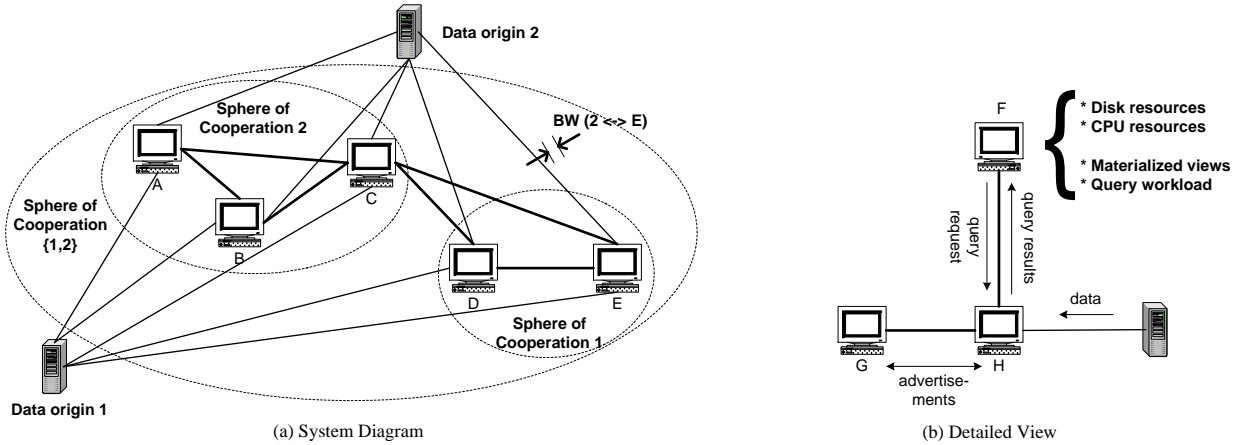 Data origin 2
Sphere of
Cooperation 2
BW (2 <-> E)
A
C
B
Sphere of
Cooperation
{1,2}
D
E
Sphere of
Cooperation 1
Data origin 1
(a) System Diagram
F
* Disk resources
* CPU resources
* Materialized views
* Query workload
query
request
query results
data
G
H
advertise-
ments
(b) Detailed View